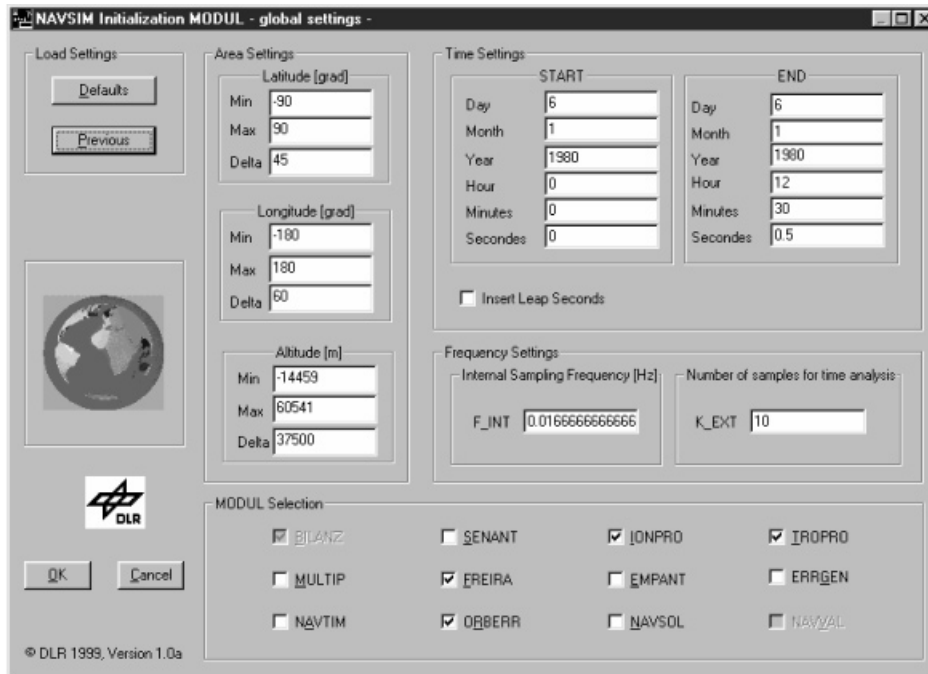 NAVSIM Initialization MODUL - global settings -
Load Settings
Defaults
Previous
Area Settings
Latitude [grad]
Min -90
Max 90
Delta 45
Longitude [grad]
Min -180
Max 180
Delta 60
Altitude [m]
Min -14459
Max 60541
Delta 37500
Time Settings
START
Day 6
Month 1
Year 1980
Hour 0
Minutes 0
Secondes 0
END
Day 6
Month 1
Year 1980
Hour 12
Minutes 30
Secondes 0.5
Insert Leap Seconds
Frequency Settings
Internal Sampling Frequency [Hz]
F_INT 0.0166666666666
Number of samples for time analysis
K_EXT 10
DLR
OK
Cancel
© DLR 1999, Version 1.0a
MODUL Selection
BILANZ SENANT IONPRO TROPRO
MULTIP FREIRA EMPANT ERRGEN
NAVTIM ORBERR NAVSOL NAVVAL